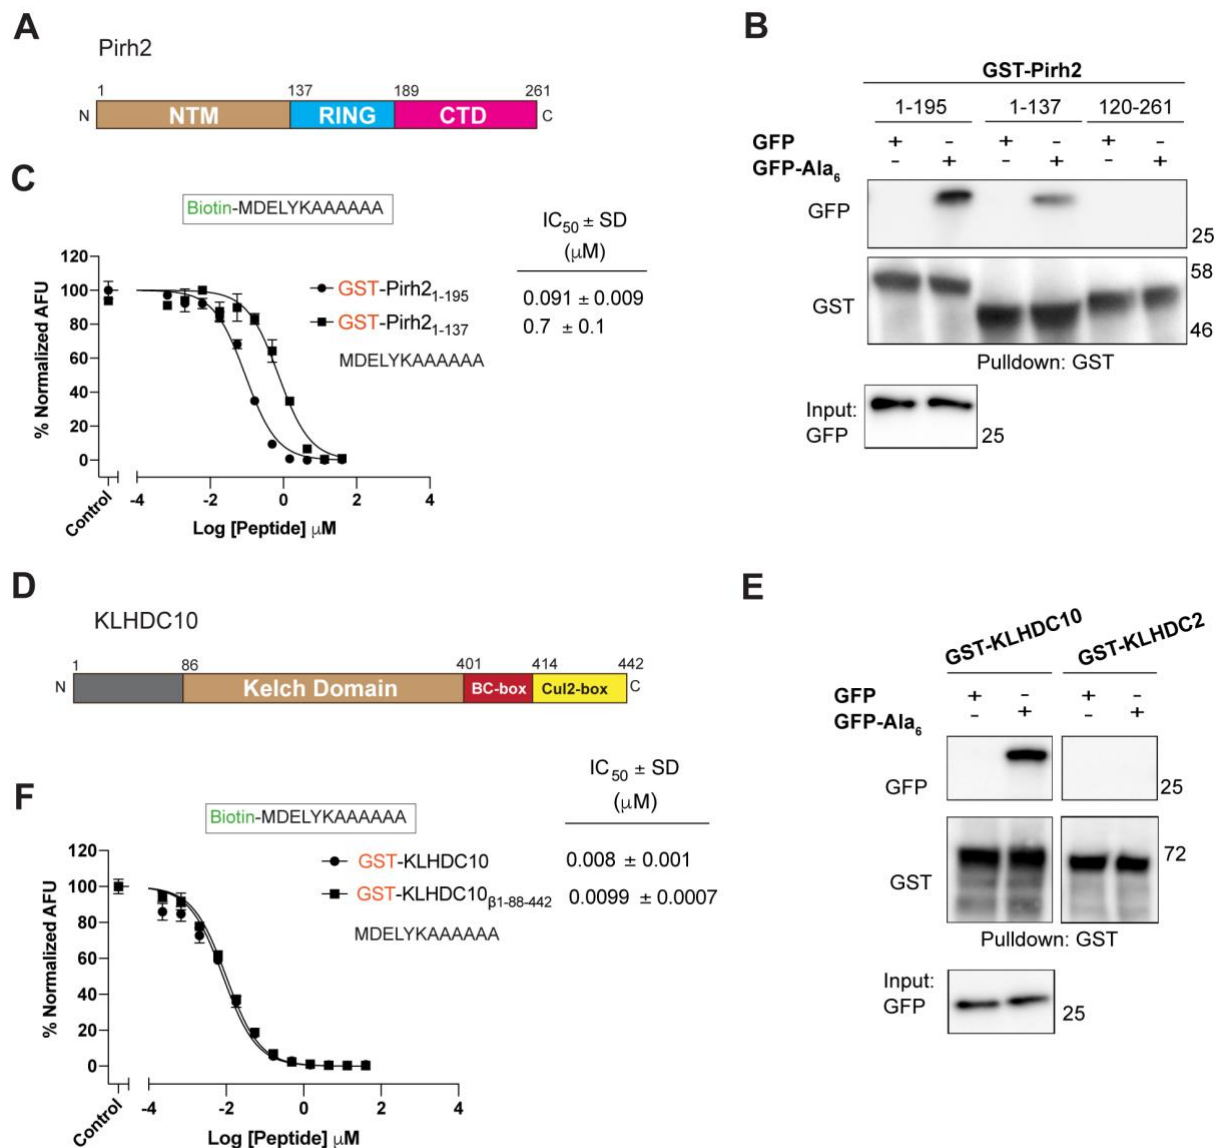 A
Pirh2
1 137 189 261
N NTM RING CTD C
B
GST-Pirh2
1-195 1-137 120-261
GFP + - + - + -
GFP-Ala6 - + - + - +
GFP
25
58
GST
46
Pulldown: GST
Input:
GFP
25
C
Biotin-MDELYKAAAAAA
IC50 ± SD
(μM)
GST-Pirh21-195 0.091 ± 0.009
GST-Pirh21-137 0.7 ± 0.1
MDELYKAAAAAA
% Normalized AFU
120
100
80
60
40
20
0
Control -4 -2 0 2 4
Log [Peptide] μM
D
KLHDC10
1 86 401 414 442
N Kelch Domain BC-box Cul2-box C
E
GST-KLHDC10 GST-KLHDC2
GFP + - + -
GFP-Ala6 - + - +
GFP
25
72
GST
Pulldown: GST
Input:
GFP
25
F
Biotin-MDELYKAAAAAA
IC50 ± SD
(μM)
GST-KLHDC10 0.008 ± 0.001
GST-KLHDC10β1-88-442 0.0099 ± 0.0007
MDELYKAAAAAA
% Normalized AFU
120
100
80
60
40
20
0
Control -4 -2 0 2 4
Log [Peptide] μM